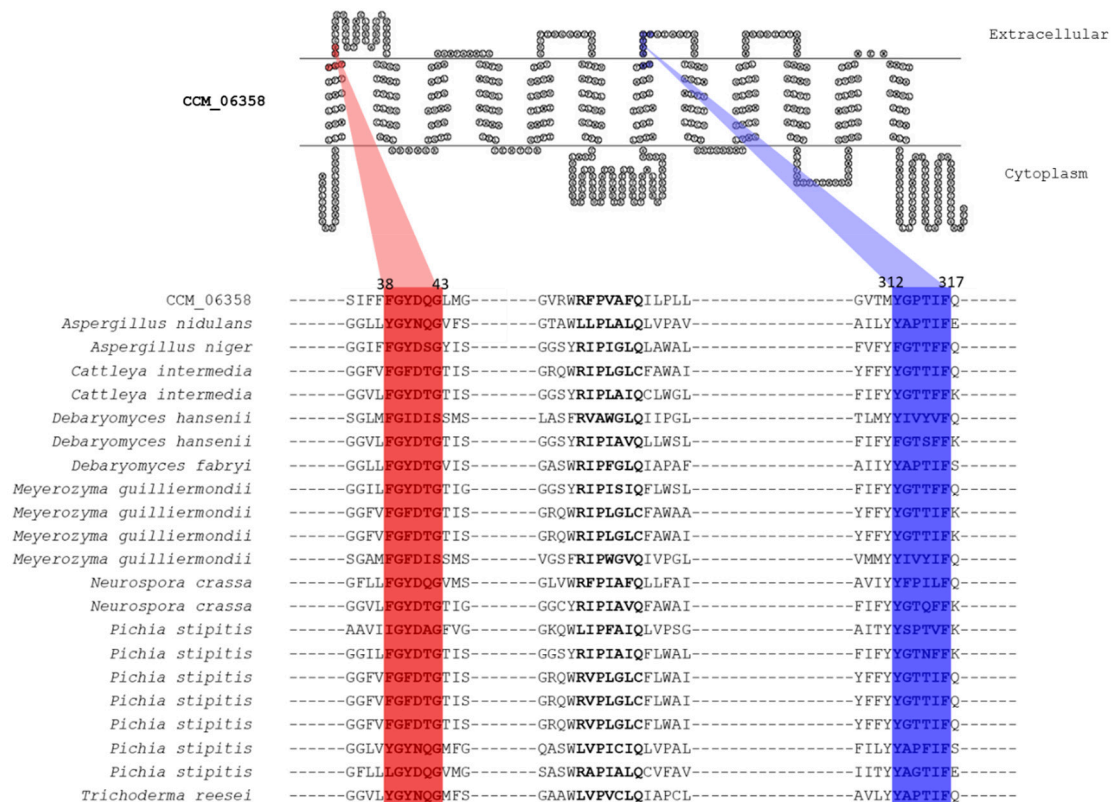 Extracellular
CCM_06358
Cytoplasm
38 43 312 317
CCM_06358 ------SIFFFGYDQGLMG------- -GVRWRFPVAFQILPLL-------------------GVTMYGPTIFQ------
Aspergillus nidulans ------GGLLYGYNQGVFS--------GTAWLLPLALQLVPAV-------------------AILYYAPTIFE------
Aspergillus niger ------GGIFFGYDSGYIS--------GGSYRIPIGLQLAWAL-------------------FVFYFGTTFFQ------
Cattleya intermedia ------GGFVFGFDTGTIS--------GRQWRIPLGLCFAWAI-------------------YFFYYGTTIFQ------
Cattleya intermedia ------GGVLFGYDTGTIS--------GGSYRIPLAIQCLWGL-------------------FIFYYGTTFFK------
Debaryomyces hansenii ------SGLMFGIDISSMS--------LASFRVAWGLQIIPGL-------------------TLMYYIVYVFQ------
Debaryomyces hansenii ------GGVLFGYDTGTIS--------GGSYRIPIAVQLLWSL-------------------FIFYFGTSFFK------
Debaryomyces fabryi ------GGLLFGYDTGVIS--------GASWRIPFGLQIAPAF-------------------AIIYYAPTIFS------
Meyerozyma guilliermondii ------GGILFGYDTGTIG--------GGSYRIPISIQFLWSL-------------------FIFYYGTTFFQ------
Meyerozyma guilliermondii ------GGFVFGFDTGTIS--------GRQWRIPLGLCFAWAA-------------------YFFYYGTTIFK------
Meyerozyma guilliermondii ------GGFVFGFDTGTIS--------GRQWRIPLGLCFAWAI-------------------YFFYYGTTIFK------
Meyerozyma guilliermondii ------SGAMFGFDISSMS--------VGSFRIPWGVQIVPGL-------------------VMMYYIVYIFQ------
Neurospora crassa ------GFLLFGYDQGVMS--------GLVWRFPIAFQLLFAI-------------------AVIYYFPILFQ------
Neurospora crassa ------GGVLFGYDTGTIG--------GGCYRIPIAVQFAWAI-------------------FIFYYGTQFFK------
Pichia stipitis ------AAVIIGYDAGFVG--------GKQWLIPFAIQLVPSG-------------------AITYYSPTVFK------
Pichia stipitis ------GGILFGYDTGTIS--------GGSYRIPIAIQFLWAL-------------------FIFYYGTNFFK------
Pichia stipitis ------GGFVFGFDTGTIS--------GRQWRVPLGLCFLWAI-------------------YFFYYGTTIFQ------
Pichia stipitis ------GGFVFGFDTGTIS--------GRQWRVPLGLCFLWAI-------------------YFFYYGTTIFQ------
Pichia stipitis ------GGFVFGFDTGTIS--------GRQWRVPLGLCFLWAI-------------------YFFYYGTTIFQ------
Pichia stipitis ------GGLVYGYNQGMFG--------QASWLVPICIQLVPAL-------------------FILYYAPFIFS------
Pichia stipitis ------GFLLLGYDQGVMG--------SASWRAPIALQCVFAV-------------------IITYYAGTIFE------
Trichoderma reesei ------GGVLYGYNQGMFS--------GAAWLVPVCLQIAPCL-------------------AVLYYAPTIFQ------